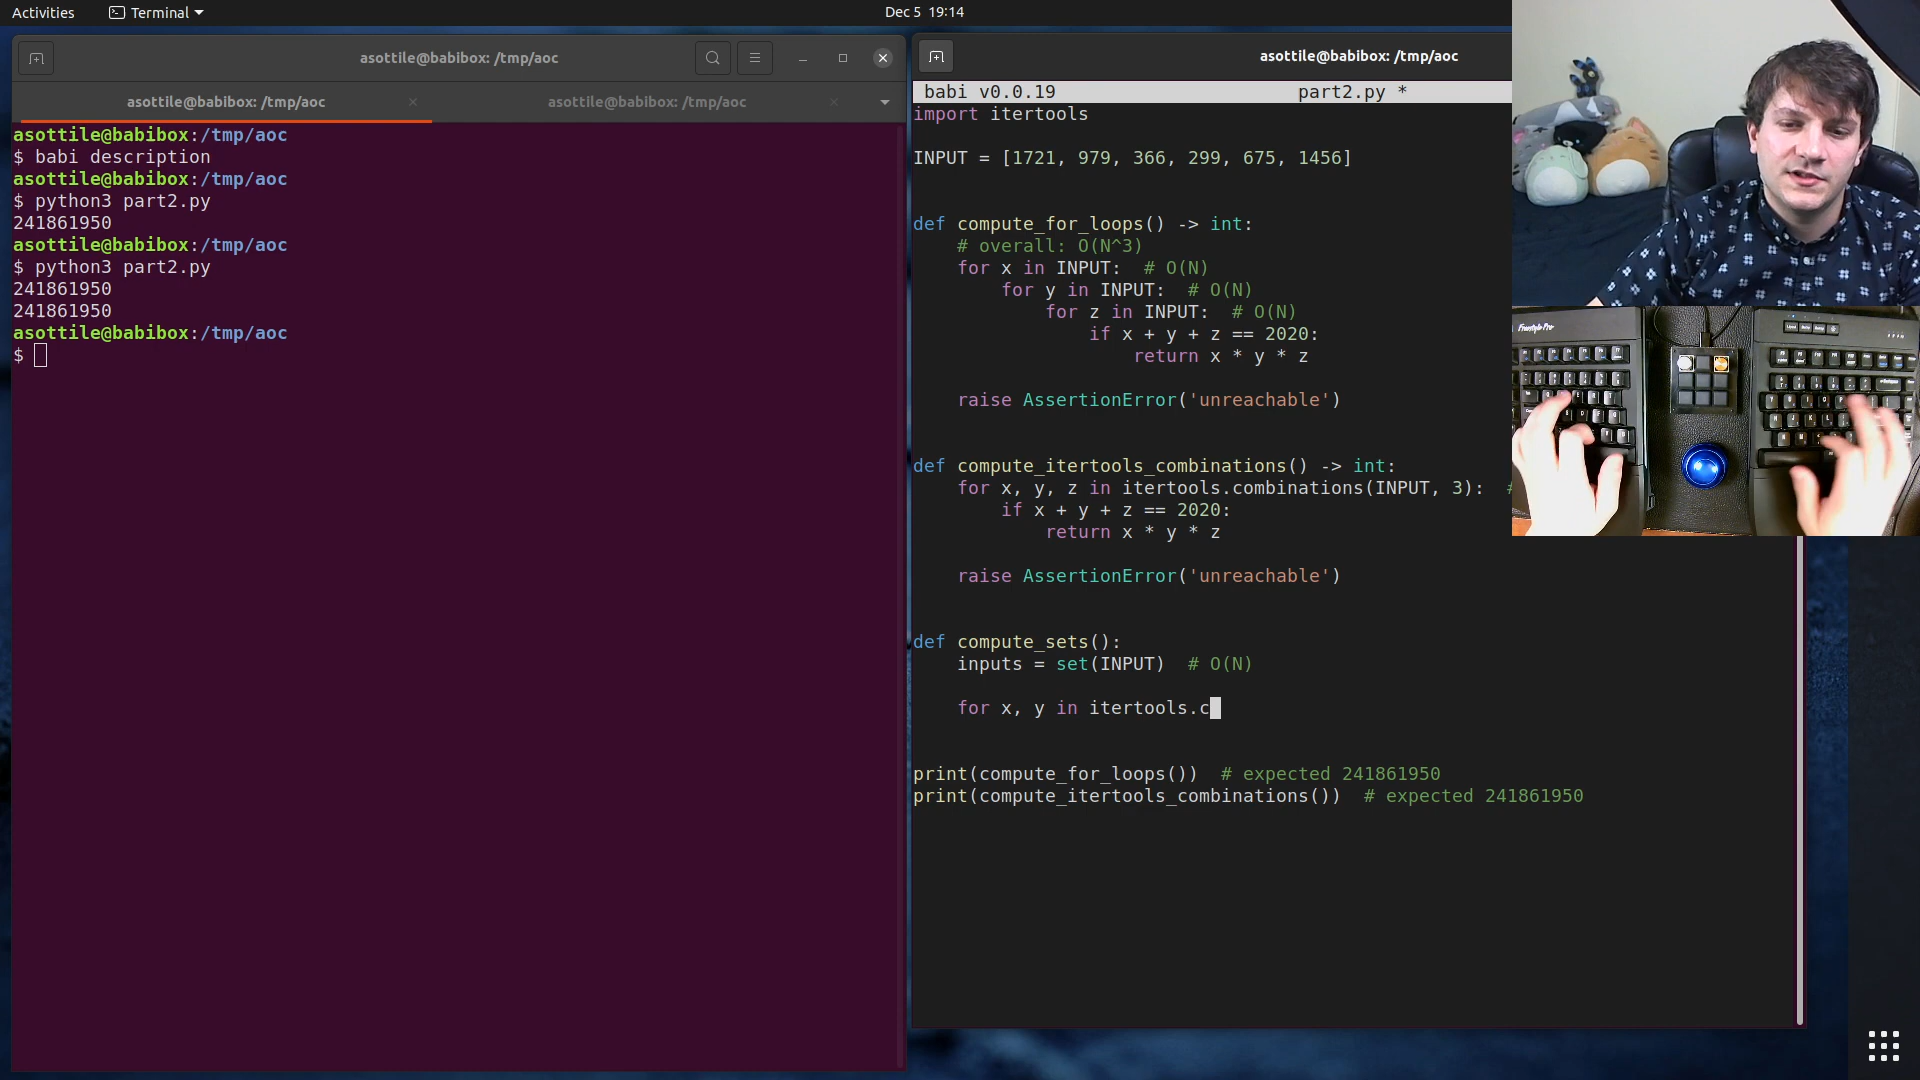 Activities
Terminal
Dec 5 19:14
asottile@babibox: /tmp/aoc
asottile@babibox: /tmp/aoc
asottile@babibox: /tmp/aoc
asottile@babibox:/tmp/aoc
$ babi description
asottile@babibox:/tmp/aoc
$ python3 part2.py
241861950
asottile@babibox:/tmp/aoc
$ python3 part2.py
241861950
241861950
asottile@babibox:/tmp/aoc
$
asottile@babibox: /tmp/aoc
babi v0.0.19 part2.py *
import itertools
INPUT = [1721, 979, 366, 299, 675, 1456]
def compute_for_loops() -> int:
# overall: O(N^3)
for x in INPUT:  # O(N)
for y in INPUT:  # O(N)
for z in INPUT:  # O(N)
if x + y + z == 2020:
return x * y * z
raise AssertionError('unreachable')
def compute_itertools_combinations() -> int:
for x, y, z in itertools.combinations(INPUT, 3):  #
if x + y + z == 2020:
return x * y * z
raise AssertionError('unreachable')
def compute_sets():
inputs = set(INPUT)  # O(N)
for x, y in itertools.c
print(compute_for_loops())  # expected 241861950
print(compute_itertools_combinations())  # expected 241861950
Freestyle Pro